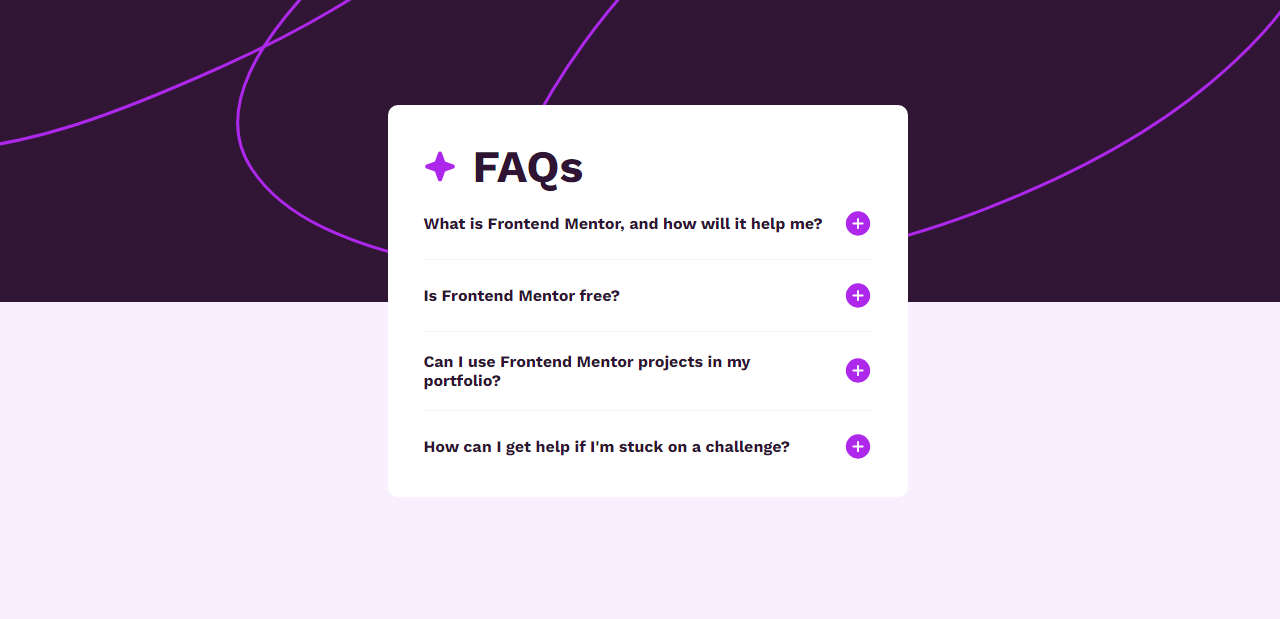 FAQs
What is Frontend Mentor, and how will it help me?
Is Frontend Mentor free?
Can I use Frontend Mentor projects in my
portfolio?
How can I get help if I'm stuck on a challenge?